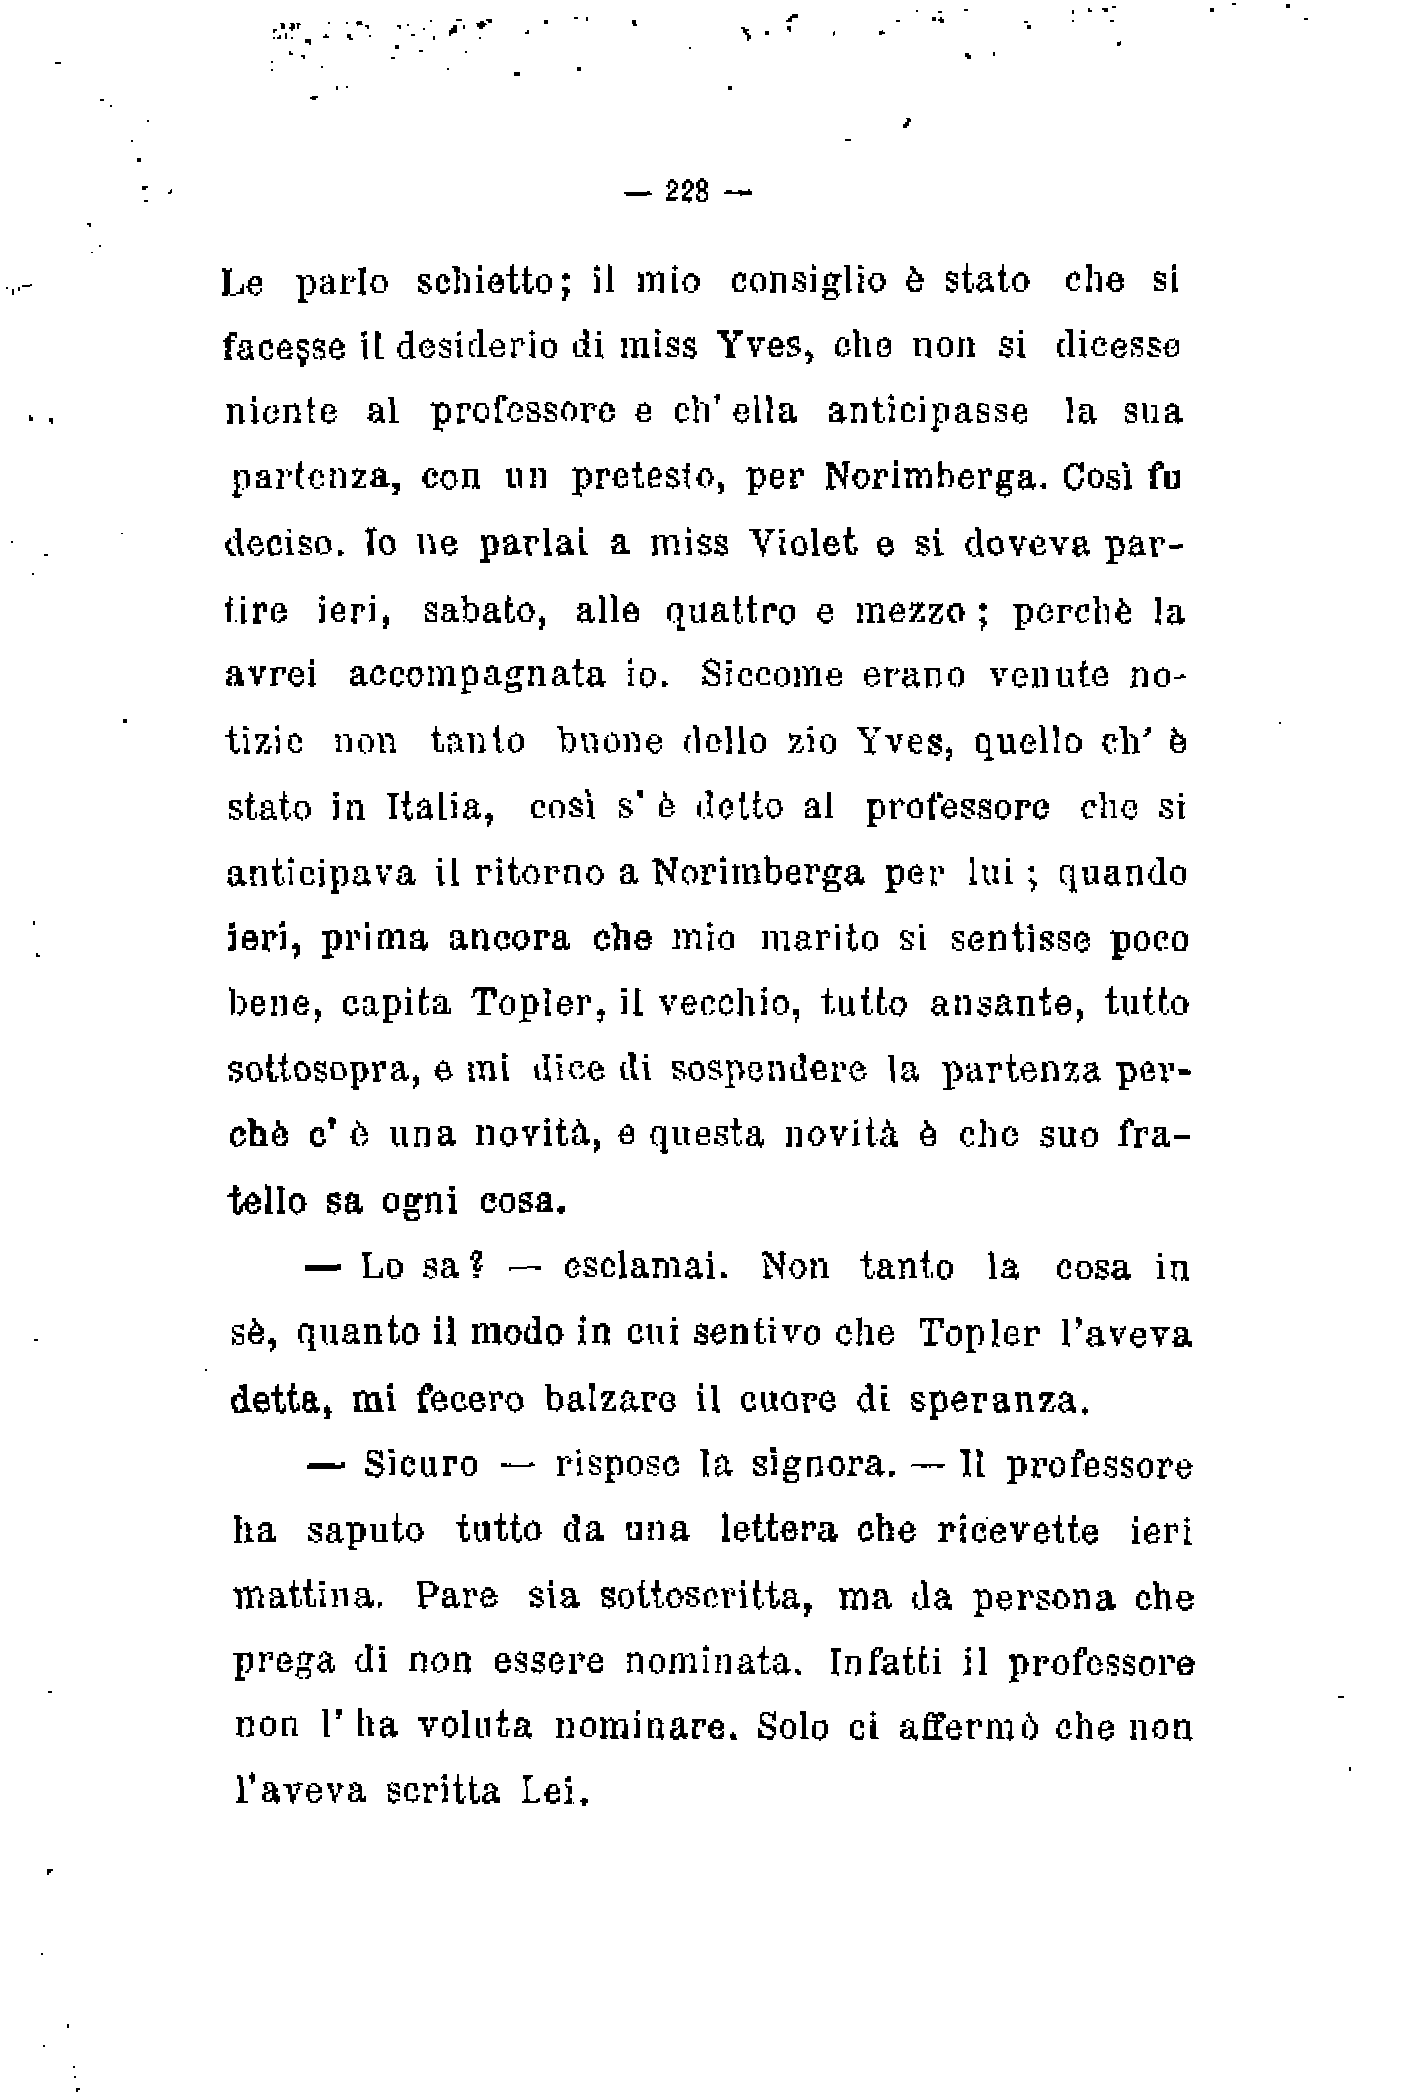 — 228 —
Le parlo schietto; il mio consiglio è stato che si
facesse il desiderio di miss Yves, che non si dicesse
niente al professore e ch' ella anticipasse la sua
partenza, con un pretesto, per Norimberga. Così fu
deciso. Io ne parlai a miss Violet e si doveva par-
tire ieri, sabato, alle quattro e mezzo; perchè la
avrei accompagnata io. Siccome erano venute no-
tizie non tanto buone dello zio Yves, quello ch' è
stato in Italia, così s' è detto al professore che si
anticipava il ritorno a Norimberga per lui; quando
ieri, prima ancora che mio marito si sentisse poco
bene, capita Topler, il vecchio, tutto ansante, tutto
sottosopra, e mi dice di sospendere la partenza per-
chè c' è una novità, e questa novità è che suo fra-
tello sa ogni cosa.
— Lo sa? — esclamai. Non tanto la cosa in
sè, quanto il modo in cui sentivo che Topler l'aveva
detta, mi fecero balzare il cuore di speranza.
— Sicuro — rispose la signora. — Il professore
ha saputo tutto da una lettera che ricevette ieri
mattina. Pare sia sottoscritta, ma da persona che
prega di non essere nominata. Infatti il professore
non l' ha voluta nominare. Solo ci affermò che non
l'aveva scritta Lei.